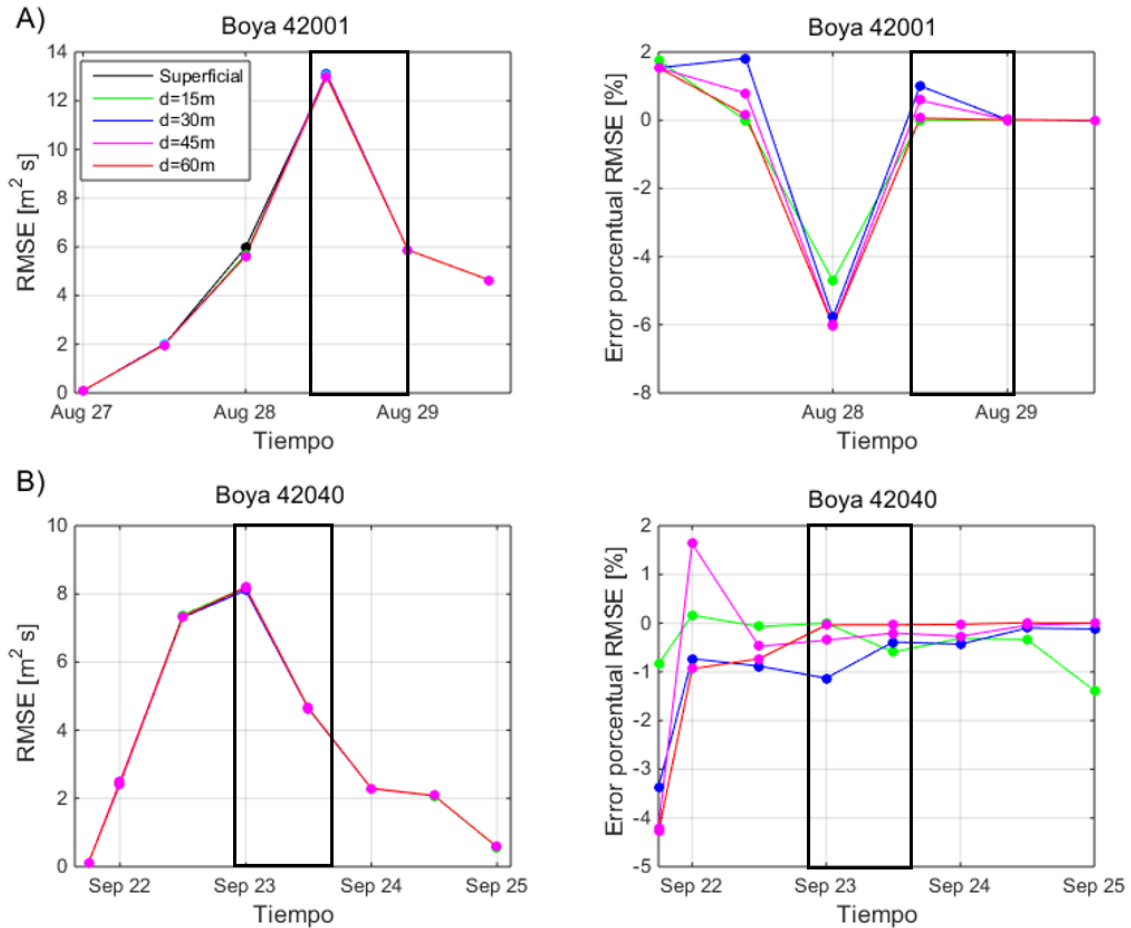 A)
Boya 42001
RMSE [m² s]
14
12
10
8
6
4
2
0
Superficial
d=15m
d=30m
d=45m
d=60m
Aug 27
Aug 28
Aug 29
Tiempo
Boya 42001
Error porcentual RMSE [%]
2
0
-2
-4
-6
-8
Aug 28
Aug 29
Tiempo
B)
Boya 42040
RMSE [m² s]
10
8
6
4
2
0
Sep 22
Sep 23
Sep 24
Sep 25
Tiempo
Boya 42040
Error porcentual RMSE [%]
2
1
0
-1
-2
-3
-4
-5
Sep 22
Sep 23
Sep 24
Sep 25
Tiempo